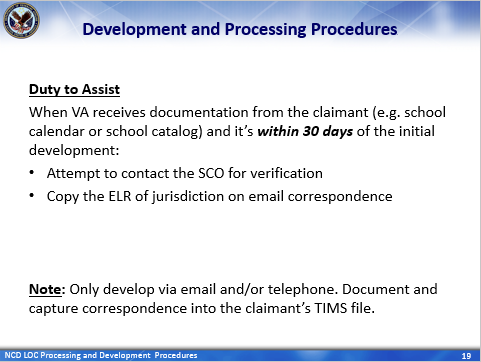 Development and Processing Procedures
Duty to Assist
When VA receives documentation from the claimant (e.g. school
calendar or school catalog) and it's within 30 days of the initial
development:
• Attempt to contact the SCO for verification
• Copy the ELR of jurisdiction on email correspondence
Note: Only develop via email and/or telephone. Document and
capture correspondence into the claimant's TIMS file.
NCD LOC Processing and Development Procedures
19